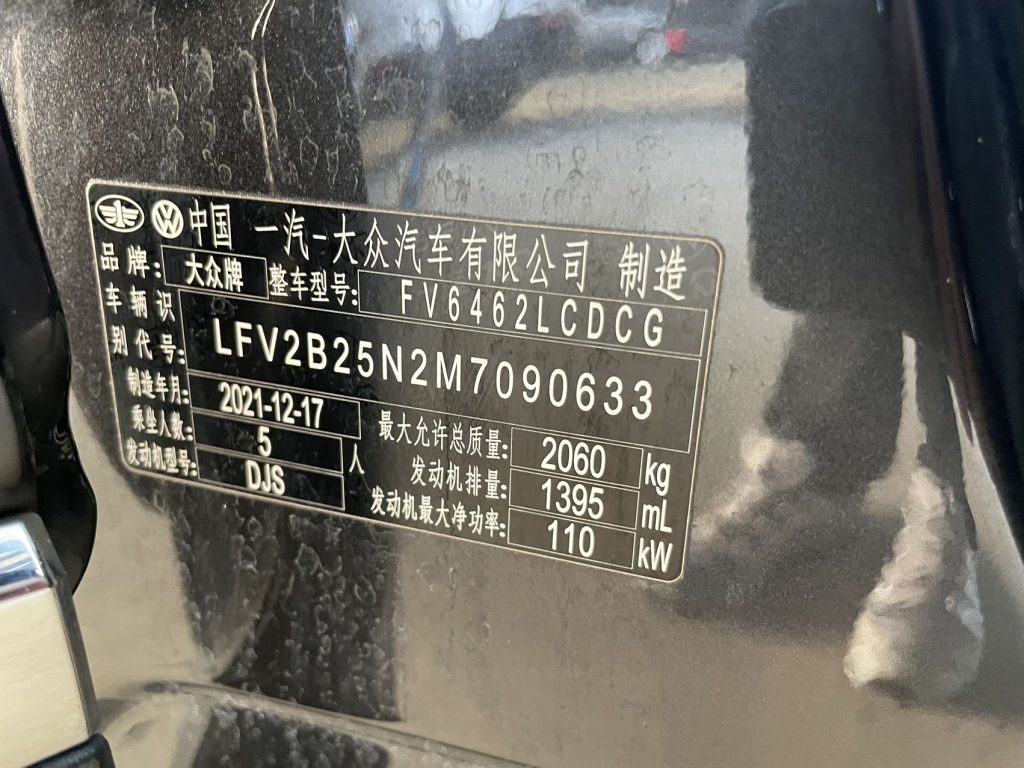 中国 一汽-大众汽车有限公司 制造
品牌: 大众牌 整车型号: FV6462LCDCG
车辆识
别代号: LFV2B25N2M7090633
制造年月: 2021-12-17 最大允许总质量: 2060 kg
乘坐人数: 5 人 发动机排量: 1395 mL
发动机型号: DJS 发动机最大净功率: 110 kW